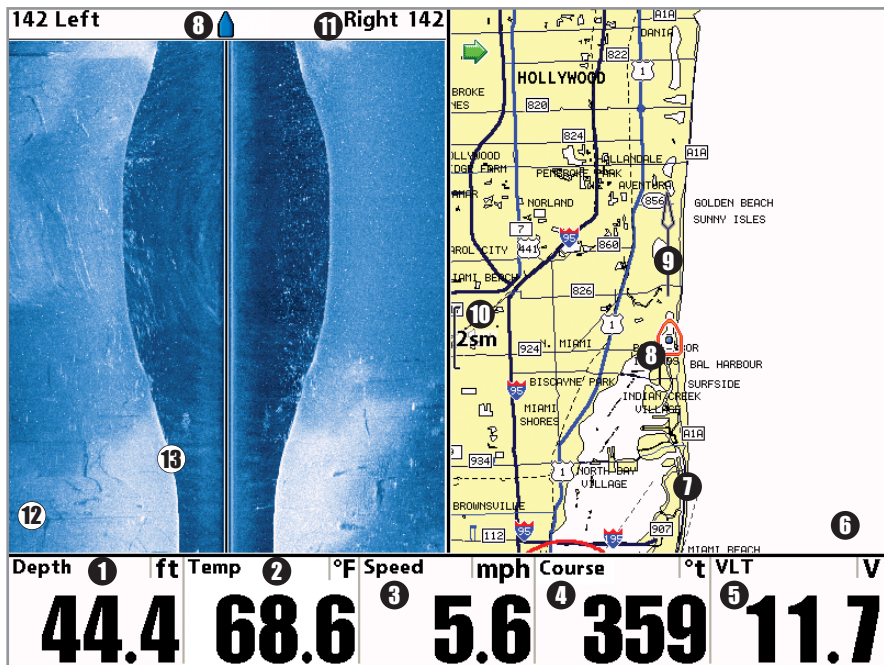 142 Left
8
11
Right 142
A1A
DANIA
822
1
HOLLYWOOD
BROKE
NES
820
824
OLLYWOOD
DGE FARM
HALLANDALE
A1A
PEMBROKE PARK
AVENTURA
AMAR
NORLAND
856
GOLDEN BEACH
SUNNY ISLES
7
95
AROL CITY
441
860
9
IAMI BEACH
826
10
17
2sm
1
N. MIAMI
924
8
BAL HARBOUR
BISCAYNE PARK
SURFSIDE
95
INDIAN CREEK
VILLAGE
MIAMI
SHORES
A1A
13
934
1
NORTH BAY
VILLAGE
7
12
BROWNSVILLE
6
95
195
907
112
MIAMI BEACH
Depth 1 ft
44.4
Temp 2 °F
68.6
Speed mph
3
5.6
Course °t
4
359
VLT V
5
11.7